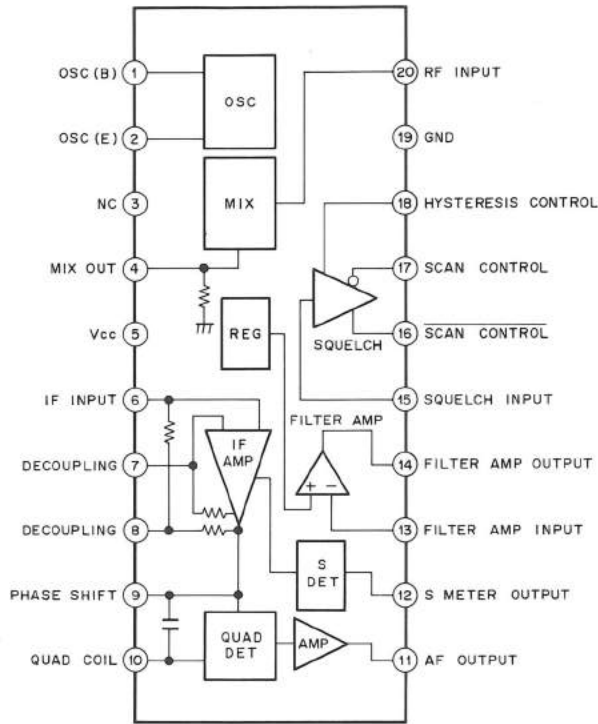 OSC(B) 1
OSC
20 RF INPUT
OSC(E) 2
19 GND
NC 3
MIX
18 HYSTERESIS CONTROL
MIX OUT 4
17 SCAN CONTROL
Vcc 5
REG
SQUELCH
16 SCAN CONTROL
IF INPUT 6
15 SQUELCH INPUT
FILTER AMP
IF
AMP
DECOUPLING 7
14 FILTER AMP OUTPUT
+ −
DECOUPLING 8
13 FILTER AMP INPUT
S
DET
PHASE SHIFT 9
12 S METER OUTPUT
QUAD
DET
AMP
QUAD COIL 10
11 AF OUTPUT